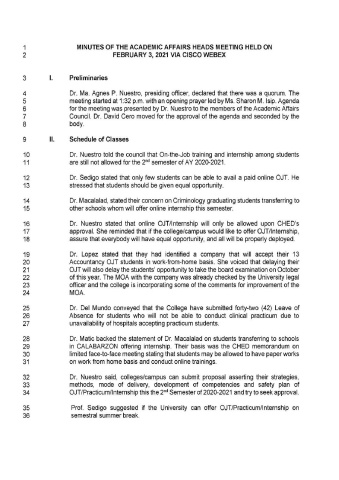 1 MINUTES OF THE ACADEMIC AFFAIRS HEADS MEETING HELD ON
2 FEBRUARY 3, 2021 VIA CISCO WEBEX
3 I. Preliminaries
4 Dr. Ma. Agnes P. Nuestro, presiding officer, declared that there was a quorum. The
5 meeting started at 1:32 p.m. with an opening prayer led by Ms. Sharon M. Isip. Agenda
6 for the meeting was presented by Dr. Nuestro to the members of the Academic Affairs
7 Council. Dr. David Cero moved for the approval of the agenda and seconded by the
8 body.
9 II. Schedule of Classes
10 Dr. Nuestro told the council that On-the-Job training and internship among students
11 are still not allowed for the 2nd semester of AY 2020-2021.
12 Dr. Sedigo stated that only few students can be able to avail a paid online OJT. He
13 stressed that students should be given equal opportunity.
14 Dr. Macalalad, stated their concern on Criminology graduating students transferring to
15 other schools whom will offer online internship this semester.
16 Dr. Nuestro stated that online OJT/Internship will only be allowed upon CHED's
17 approval. She reminded that if the college/campus would like to offer OJT/Internship,
18 assure that everybody will have equal opportunity, and all will be properly deployed.
19 Dr. Lopez stated that they had identified a company that will accept their 13
20 Accountancy OJT students in work-from-home basis. She voiced that delaying their
21 OJT will also delay the students' opportunity to take the board examination on October
22 of this year. The MOA with the company was already checked by the University legal
23 officer and the college is incorporating some of the comments for improvement of the
24 MOA.
25 Dr. Del Mundo conveyed that the College have submitted forty-two (42) Leave of
26 Absence for students who will not be able to conduct clinical practicum due to
27 unavailability of hospitals accepting practicum students.
28 Dr. Matic backed the statement of Dr. Macalalad on students transferring to schools
29 in CALABARZON offering internship. Their basis was the CHED memorandum on
30 limited face-to-face meeting stating that students may be allowed to have paper works
31 on work from home basis and conduct online trainings.
32 Dr. Nuestro said, colleges/campus can submit proposal asserting their strategies,
33 methods, mode of delivery, development of competencies and safety plan of
34 OJT/Practicum/Internship this the 2nd Semester of 2020-2021 and try to seek approval.
35 Prof. Sedigo suggested if the University can offer OJT/Practicum/Internship on
36 semestral summer break.